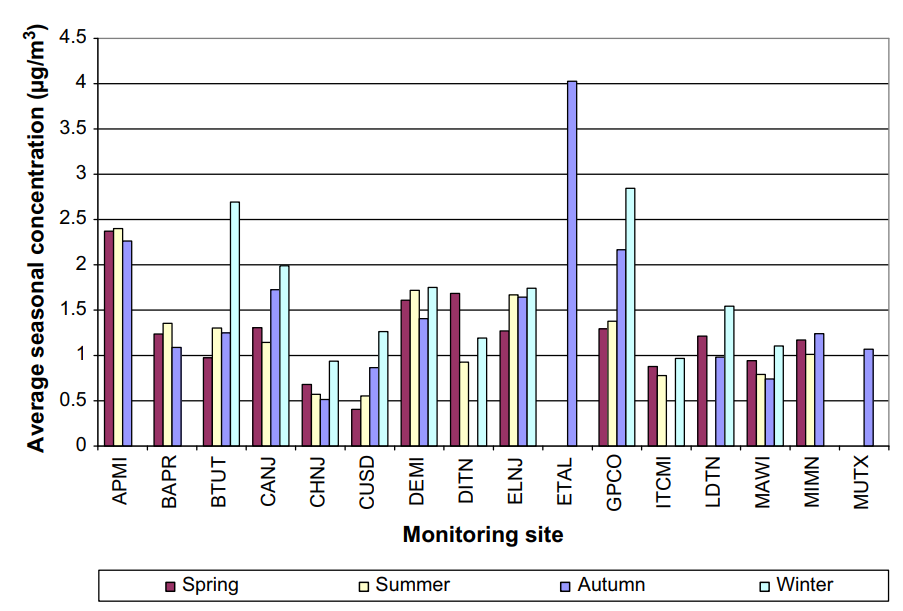 Average seasonal concentration (µg/m³)
4.5
4
3.5
3
2.5
2
1.5
1
0.5
0
APMI BAPR BTUT CANJ CHNJ CUSD DEMI DITN ELNJ ETAL GPCO ITCMI LDTN MAWI MIMN MUTX
Monitoring site
Spring Summer Autumn Winter